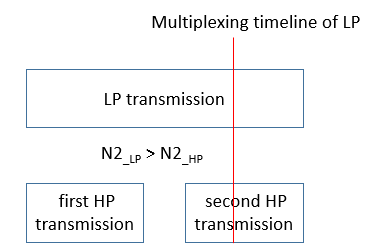 Multiplexing timeline of LP
LP transmission
N2_LP > N2_HP
first HP
transmission
second HP
transmission